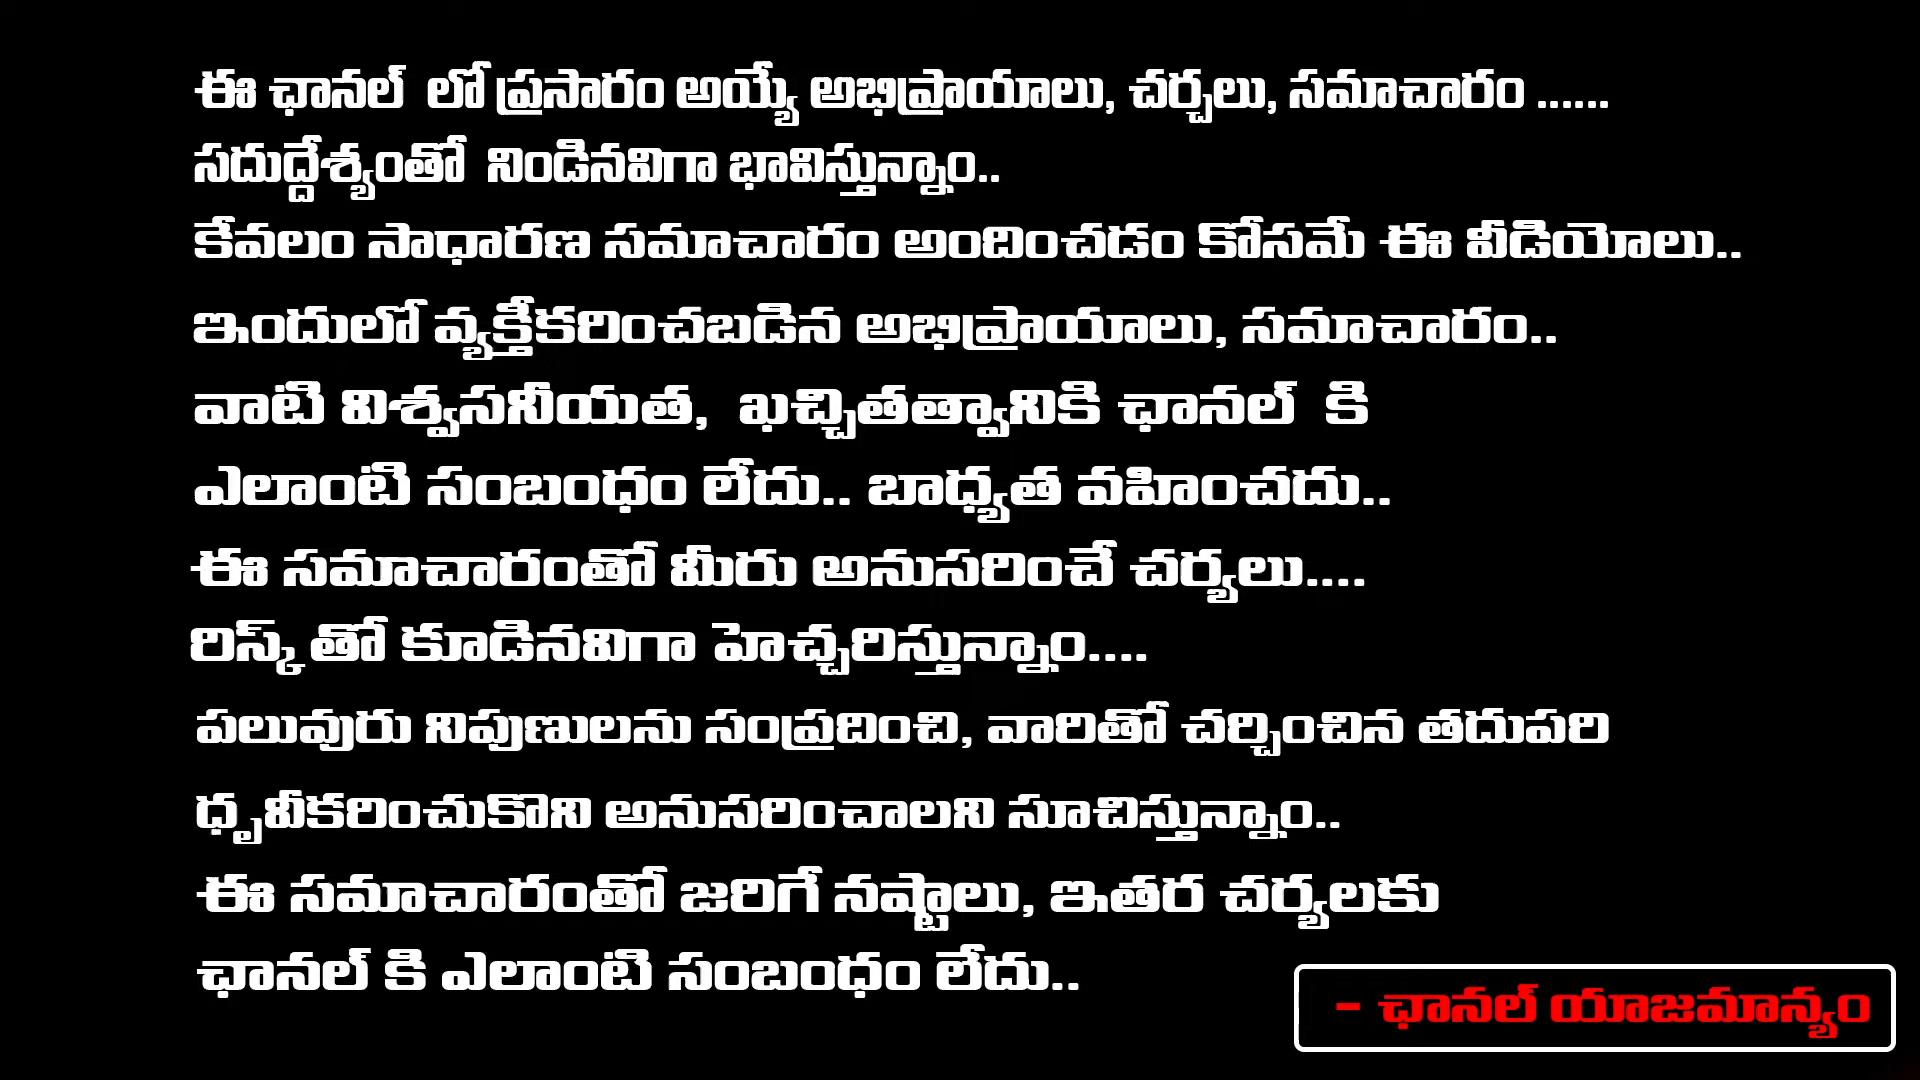 ఈ ఛానల్ లో ప్రసారం అయ్యే అభిప్రాయాలు, చర్చలు, సమాచారం ......
సదుద్దేశ్యంతో నిండినవిగా భావిస్తున్నాం..
కేవలం సాధారణ సమాచారం అందించడం కోసమే ఈ వీడియోలు..
ఇందులో వ్యక్తీకరించబడిన అభిప్రాయాలు, సమాచారం..
వాటి విశ్వసనీయత, ఖచ్చితత్వానికి ఛానల్ కి
ఎలాంటి సంబంధం లేదు.. బాధ్యత వహించదు..
ఈ సమాచారంతో మీరు అనుసరించే చర్యలు....
రిస్క్ తో కూడినవిగా హెచ్చరిస్తున్నాం....
పలువురు నిపుణులను సంప్రదించి, వారితో చర్చించిన తదుపరి
ధృవీకరించుకొని అనుసరించాలని సూచిస్తున్నాం..
ఈ సమాచారంతో జరిగే నష్టాలు, ఇతర చర్యలకు
ఛానల్ కి ఎలాంటి సంబంధం లేదు..
- ఛానల్ యాజమాన్యం